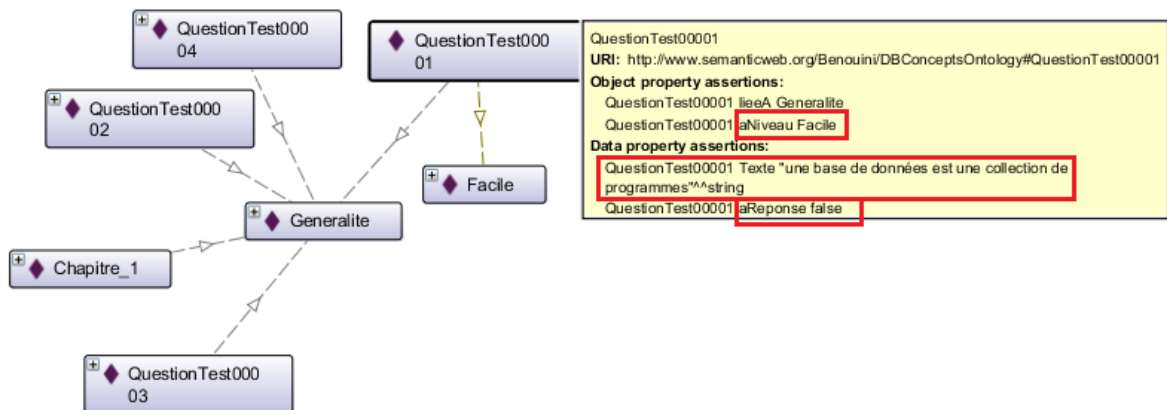 QuestionTest000
04
QuestionTest000
01
QuestionTest000
02
Facile
Generalite
Chapitre_1
QuestionTest000
03
QuestionTest00001
URI: http://www.semanticweb.org/Benouini/DBConceptsOntology#QuestionTest00001
Object property assertions:
QuestionTest00001 lieeA Generalite
QuestionTest00001 aNiveau Facile
Data property assertions:
QuestionTest00001 Texte "une base de données est une collection de
programmes"^^string
QuestionTest00001 aReponse false